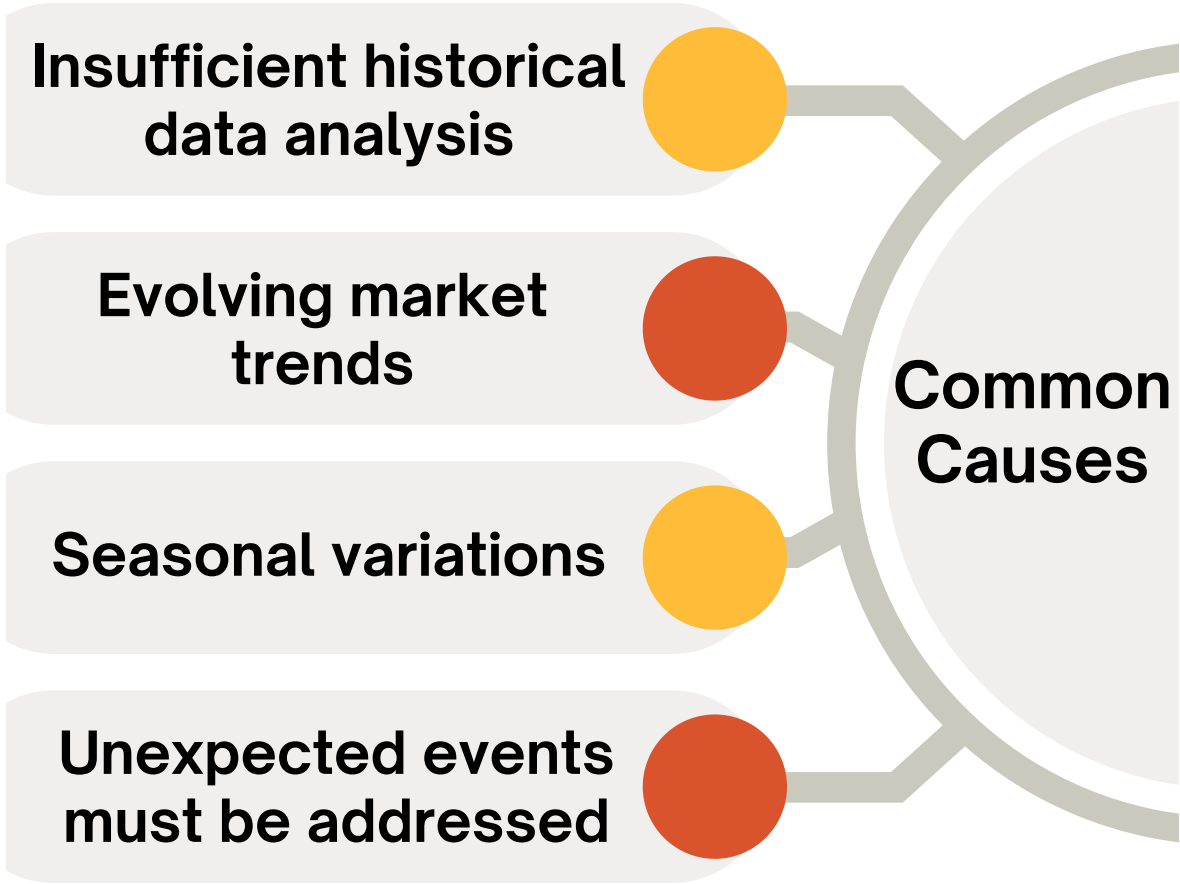 Insufficient historical
data analysis
Evolving market
trends
Common
Causes
Seasonal variations
Unexpected events
must be addressed